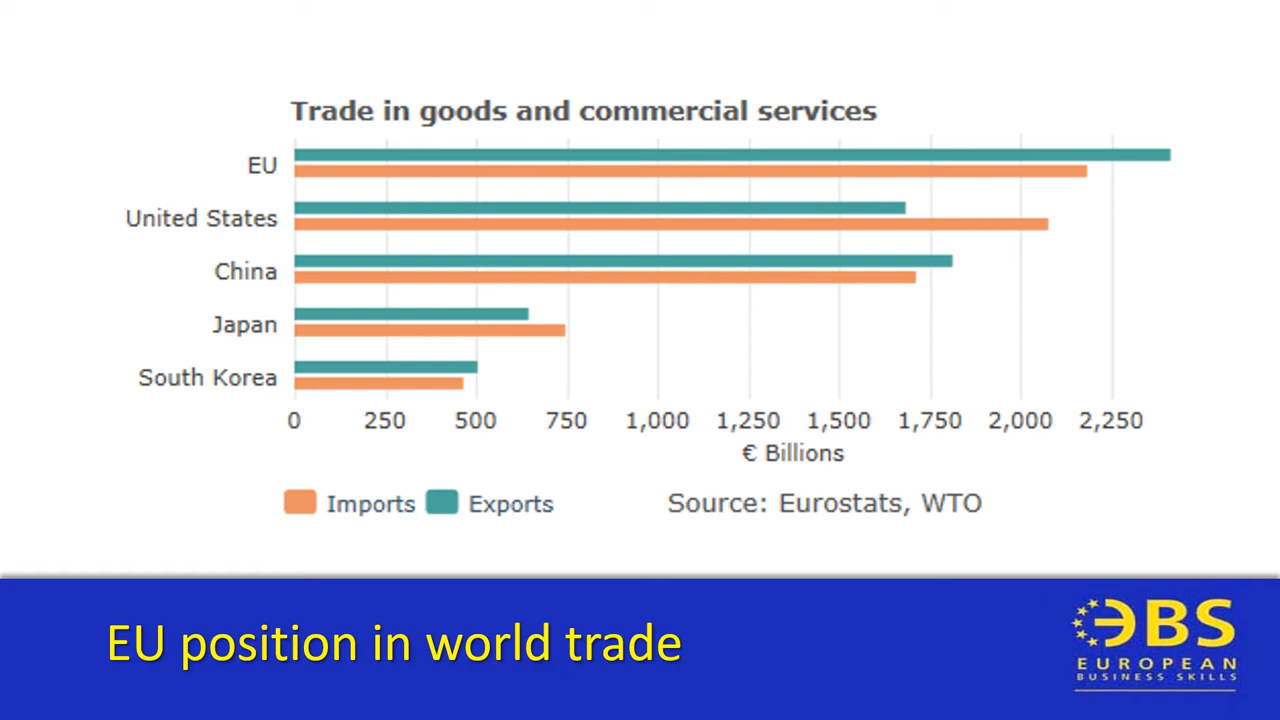 Trade in goods and commercial services
EU
United States
China
Japan
South Korea
0 250 500 750 1,000 1,250 1,500 1,750 2,000 2,250
€ Billions
Imports Exports Source: Eurostats, WTO
EU position in world trade
EBS
EUROPEAN
BUSINESS SKILLS